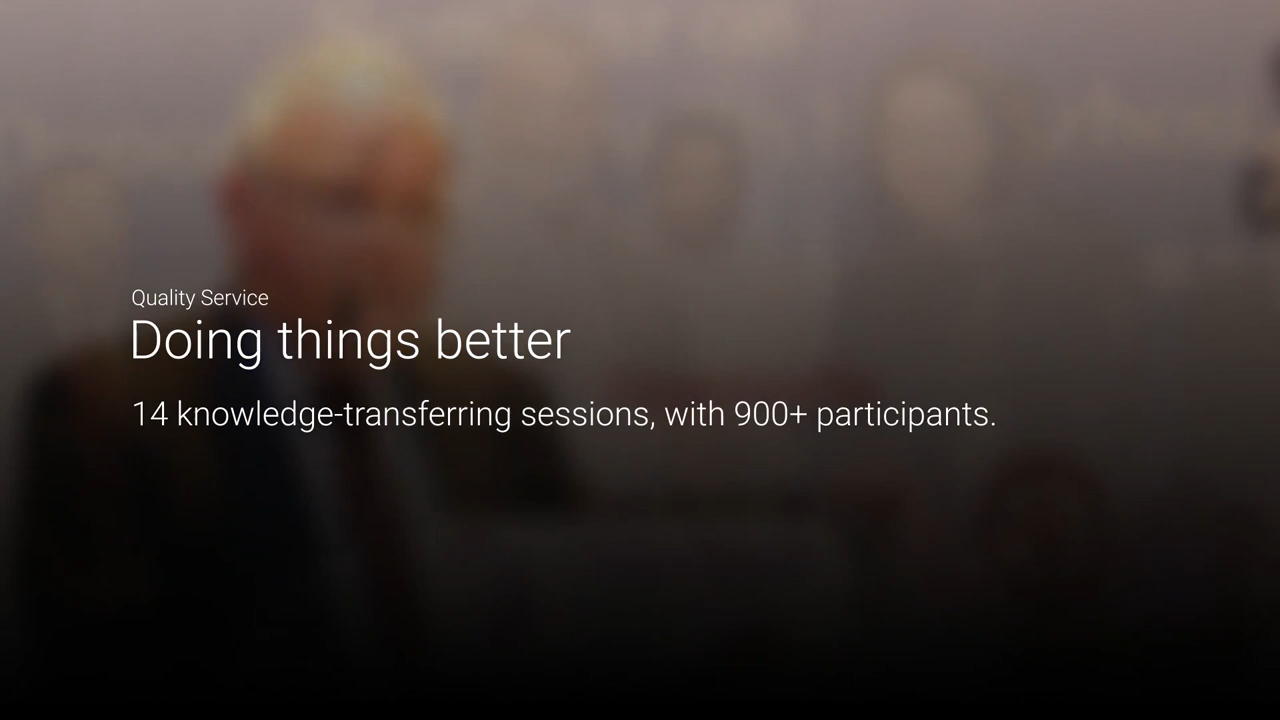 Quality Service
Doing things better
14 knowledge-transferring sessions, with 900+ participants.